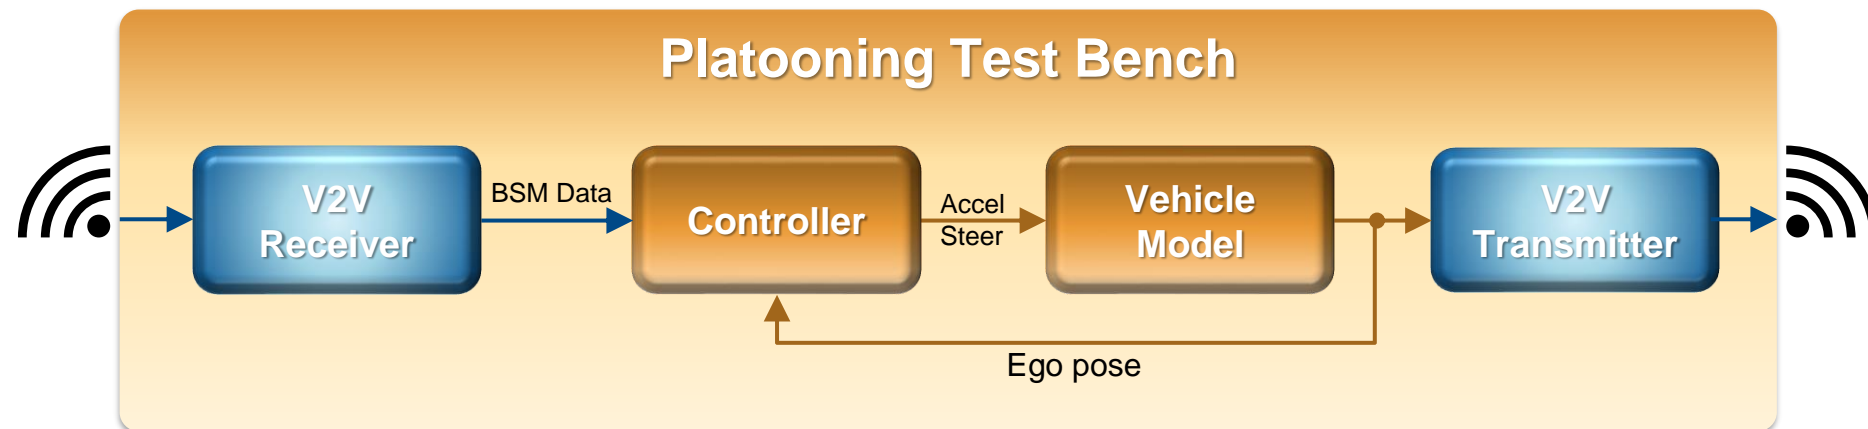 Platooning Test Bench
V2V
Receiver
BSM Data
Controller
Accel
Steer
Vehicle
Model
V2V
Transmitter
Ego pose